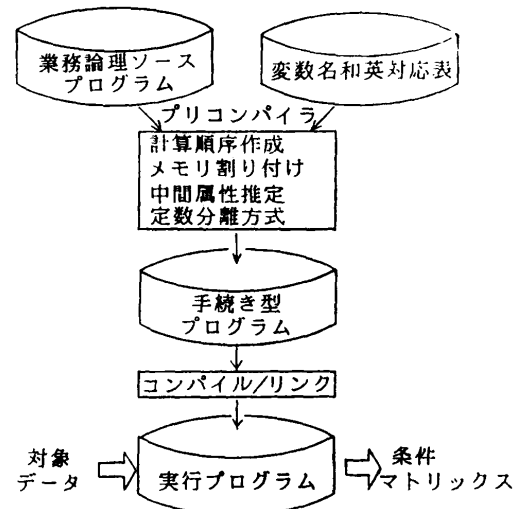 業務論理ソース
プログラム
変数名和英対応表
プリコンパイラ
計算順序作成
メモリ割り付け
中間属性推定
定数分離方式
手続き型
プログラム
コンパイル/リンク
対象
データ
実行プログラム
条件
マトリックス